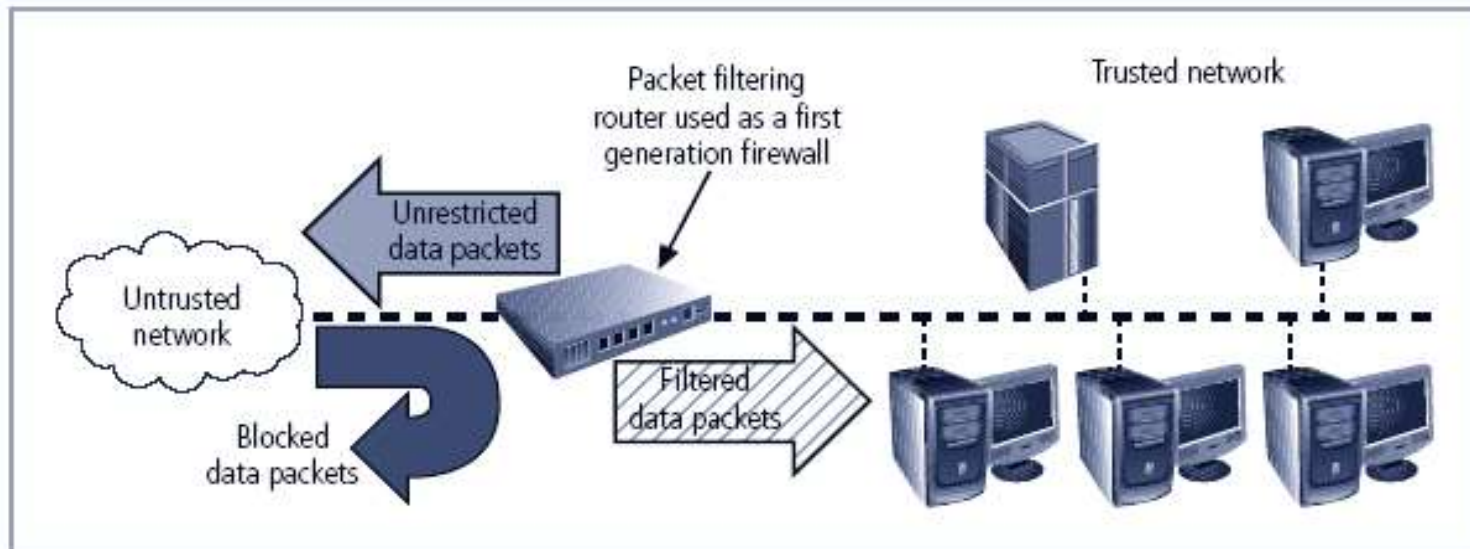 Packet filtering
router used as a first
generation firewall
Trusted network
Unrestricted
data packets
Untrusted
network
Filtered
data packets
Blocked
data packets